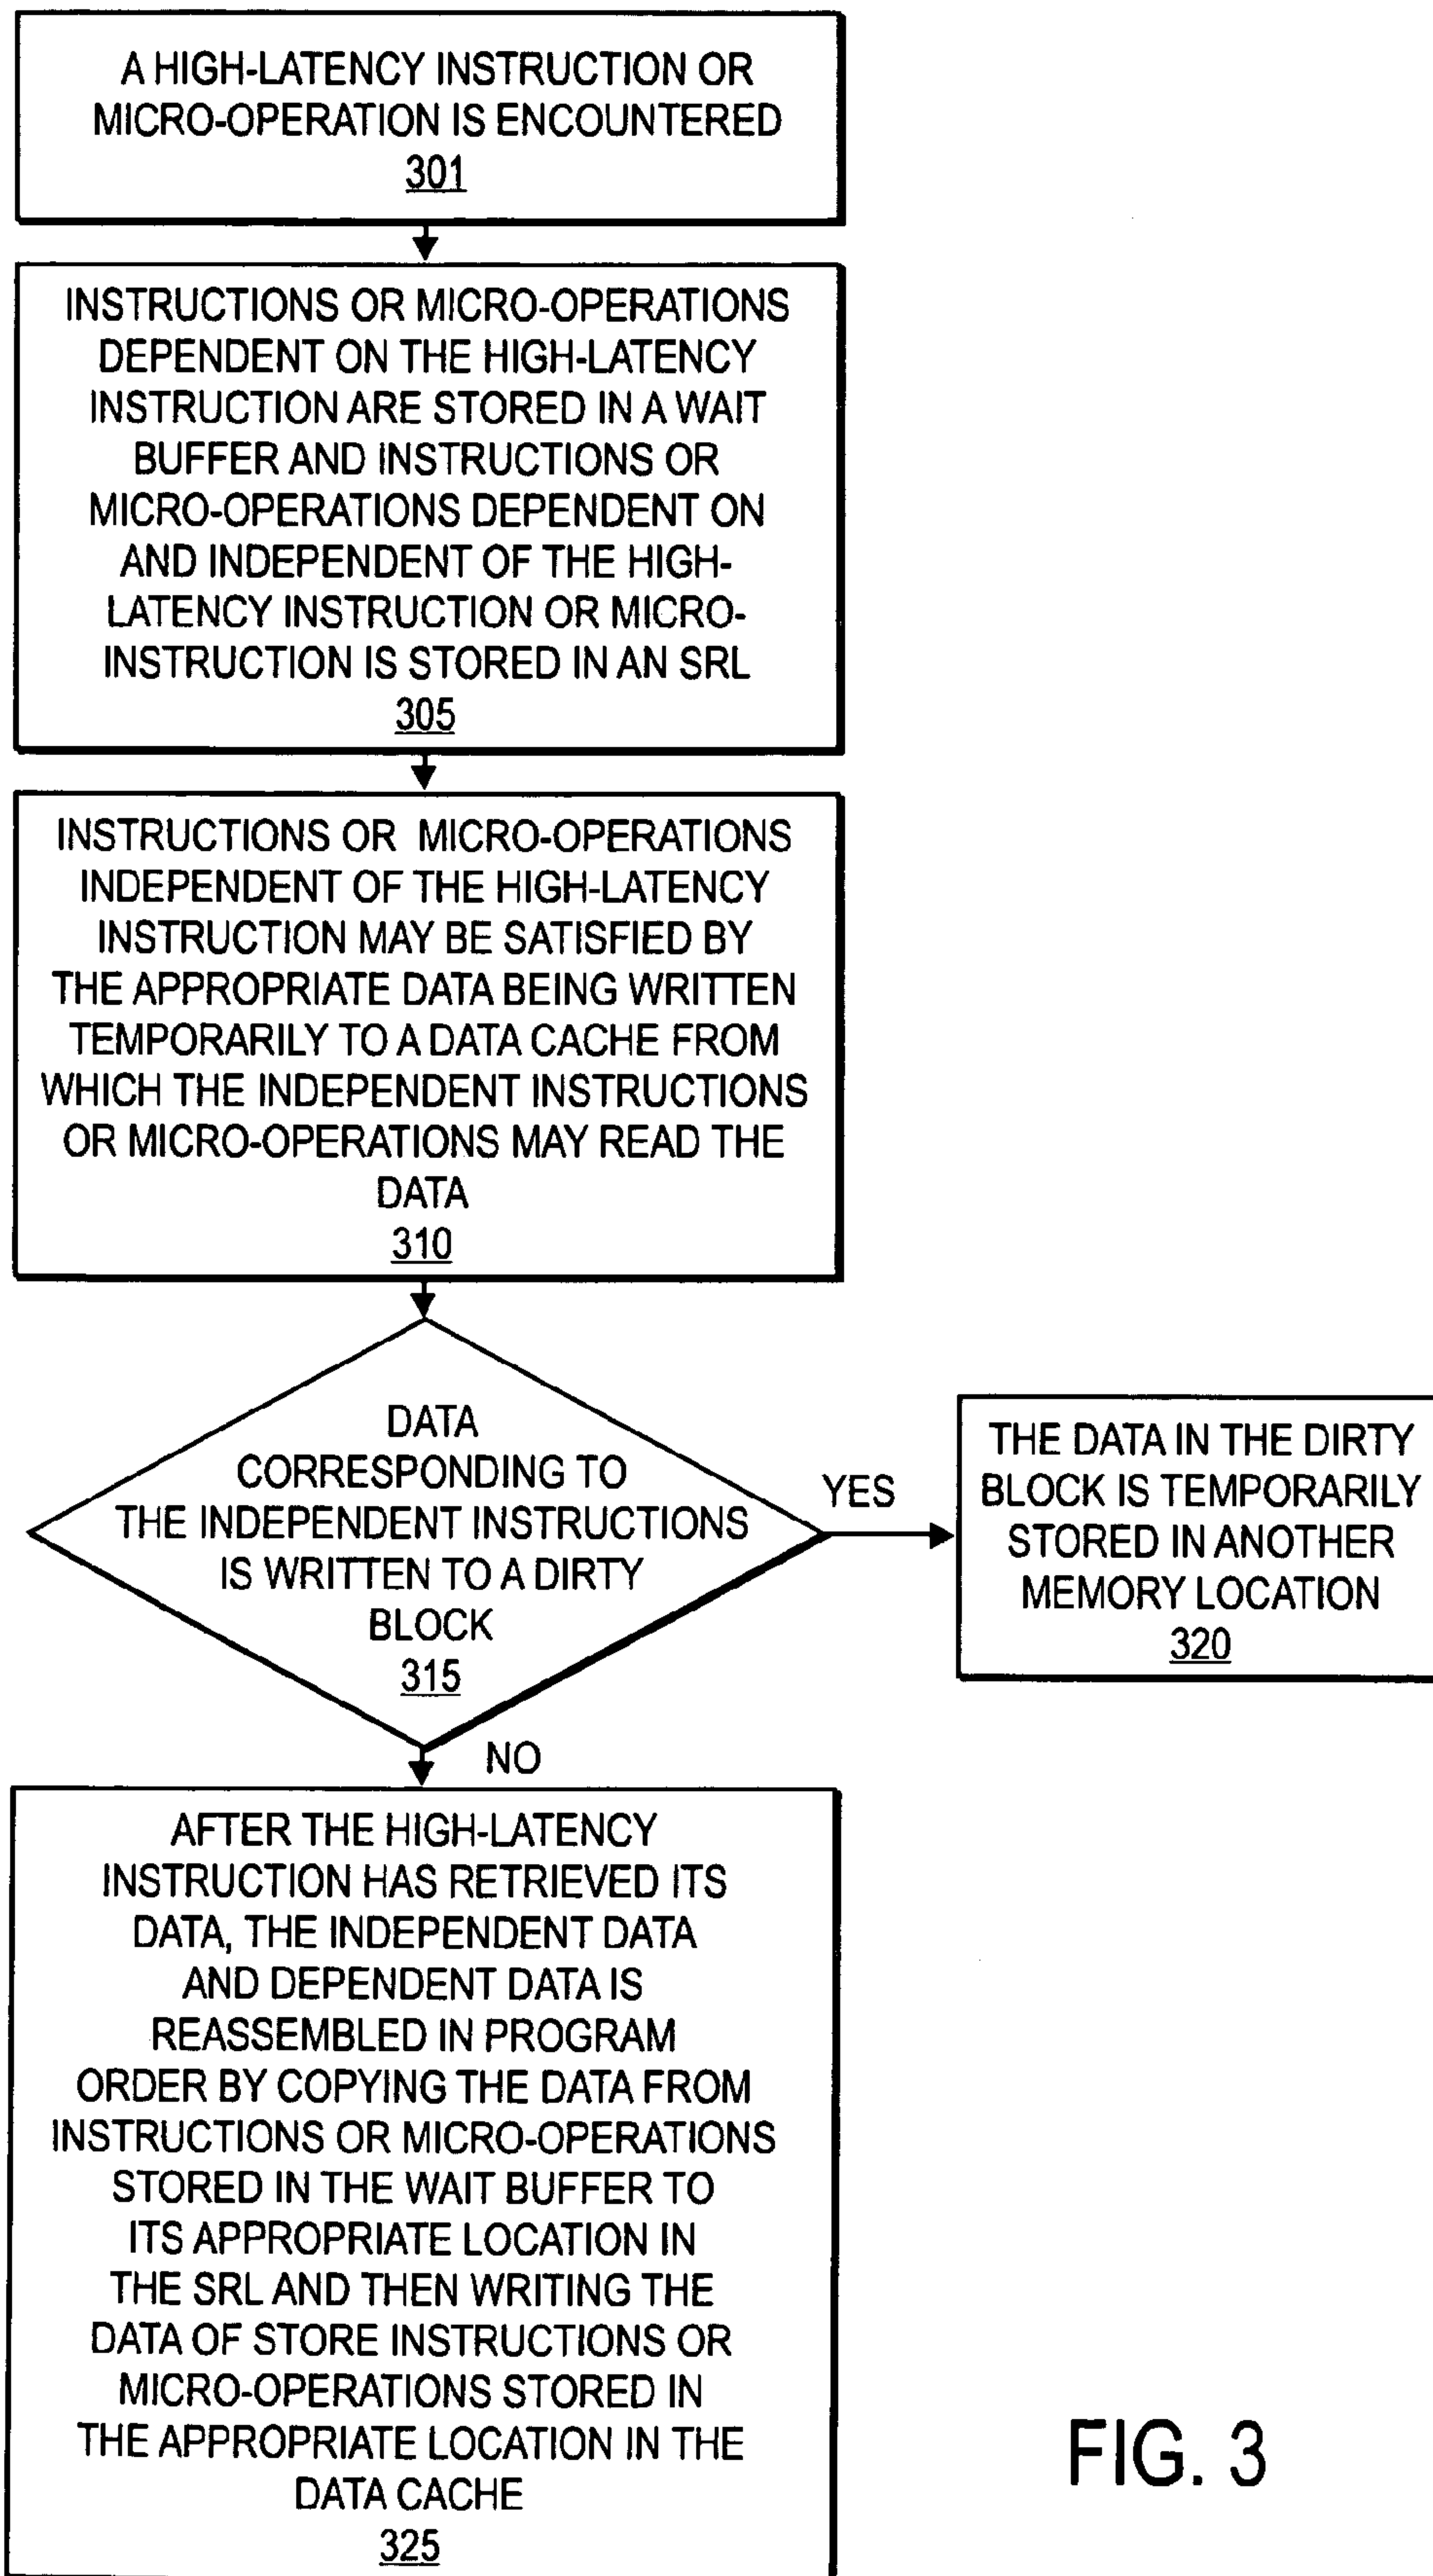 A HIGH-LATENCY INSTRUCTION OR
MICRO-OPERATION IS ENCOUNTERED
301
INSTRUCTIONS OR MICRO-OPERATIONS
DEPENDENT ON THE HIGH-LATENCY
INSTRUCTION ARE STORED IN A WAIT
BUFFER AND INSTRUCTIONS OR
MICRO-OPERATIONS DEPENDENT ON
AND INDEPENDENT OF THE HIGH-
LATENCY INSTRUCTION OR MICRO-
INSTRUCTION IS STORED IN AN SRL
305
INSTRUCTIONS OR MICRO-OPERATIONS
INDEPENDENT OF THE HIGH-LATENCY
INSTRUCTION MAY BE SATISFIED BY
THE APPROPRIATE DATA BEING WRITTEN
TEMPORARILY TO A DATA CACHE FROM
WHICH THE INDEPENDENT INSTRUCTIONS
OR MICRO-OPERATIONS MAY READ THE
DATA
310
DATA
CORRESPONDING TO
THE INDEPENDENT INSTRUCTIONS
IS WRITTEN TO A DIRTY
BLOCK
315
YES
THE DATA IN THE DIRTY
BLOCK IS TEMPORARILY
STORED IN ANOTHER
MEMORY LOCATION
320
NO
AFTER THE HIGH-LATENCY
INSTRUCTION HAS RETRIEVED ITS
DATA, THE INDEPENDENT DATA
AND DEPENDENT DATA IS
REASSEMBLED IN PROGRAM
ORDER BY COPYING THE DATA FROM
INSTRUCTIONS OR MICRO-OPERATIONS
STORED IN THE WAIT BUFFER TO
ITS APPROPRIATE LOCATION IN
THE SRL AND THEN WRITING THE
DATA OF STORE INSTRUCTIONS OR
MICRO-OPERATIONS STORED IN
THE APPROPRIATE LOCATION IN THE
DATA CACHE
325
FIG. 3